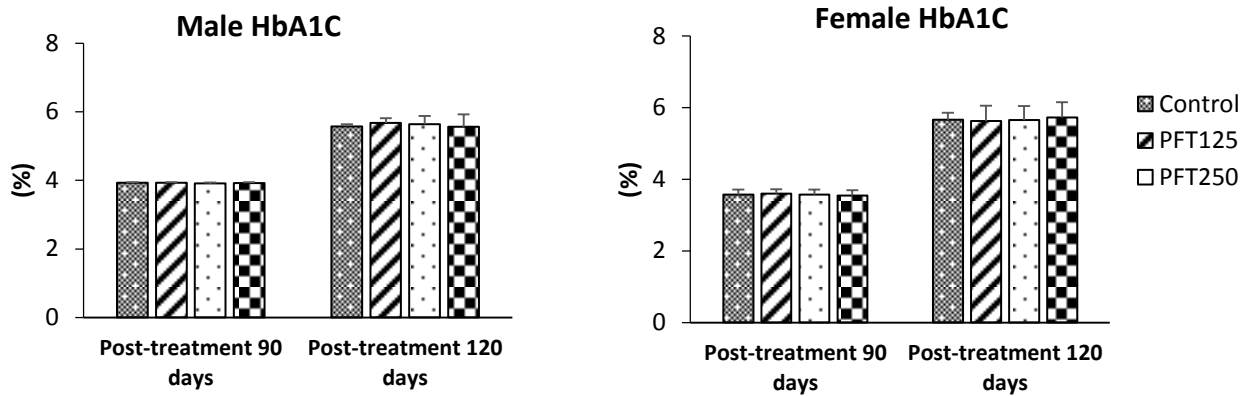 Male HbA1C
8
6
4
2
0
(%)
Post-treatment 90 days
Post-treatment 120 days
Female HbA1C
8
6
4
2
0
(%)
Post-treatment 90 days
Post-treatment 120 days
Control
PFT125
PFT250